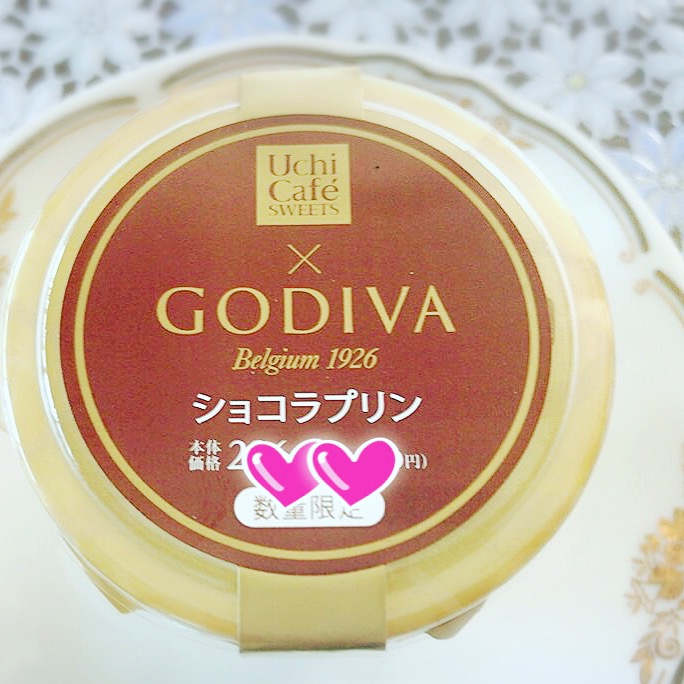 Uchi
Café
SWEETS
×
GODIVA
Belgium 1926
ショコラプリン
本体
価格
円)
数量限定